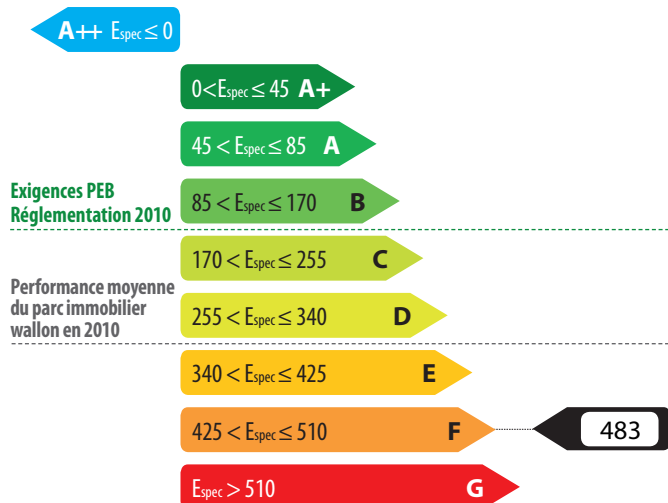 A++ Espec ≤ 0
0<Espec ≤ 45 A+
45 < Espec ≤ 85 A
Exigences PEB
Réglementation 2010
85 < Espec ≤ 170 B
170 < Espec ≤ 255 C
Performance moyenne
du parc immobilier
wallon en 2010
255 < Espec ≤ 340 D
340 < Espec ≤ 425 E
425 < Espec ≤ 510 F
483
Espec > 510 G